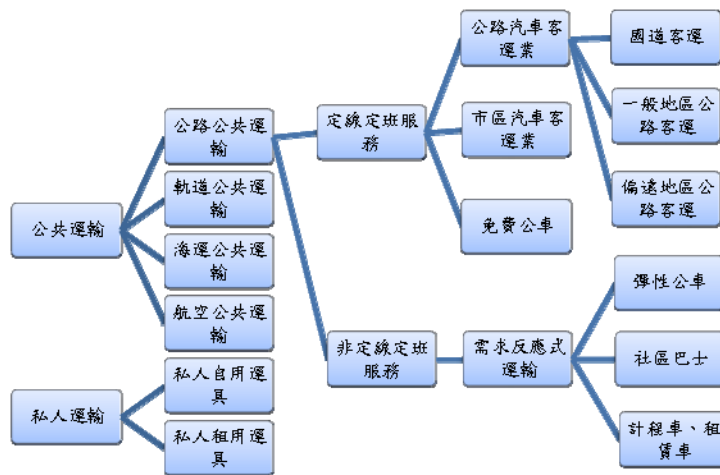 公共運輸
公路公共運
輸
軌道公共運
輸
海運公共運
輸
航空公共運
輸
私人運輸
私人自用運
具
私人租用運
具
定線定班服
務
非定線定班
服務
公路汽車客
運業
市區汽車客
運業
免費公車
需求反應式
運輸
國道客運
一般地區公
路客運
偏遠地區公
路客運
彈性公車
社區巴士
計程車、租
賃車